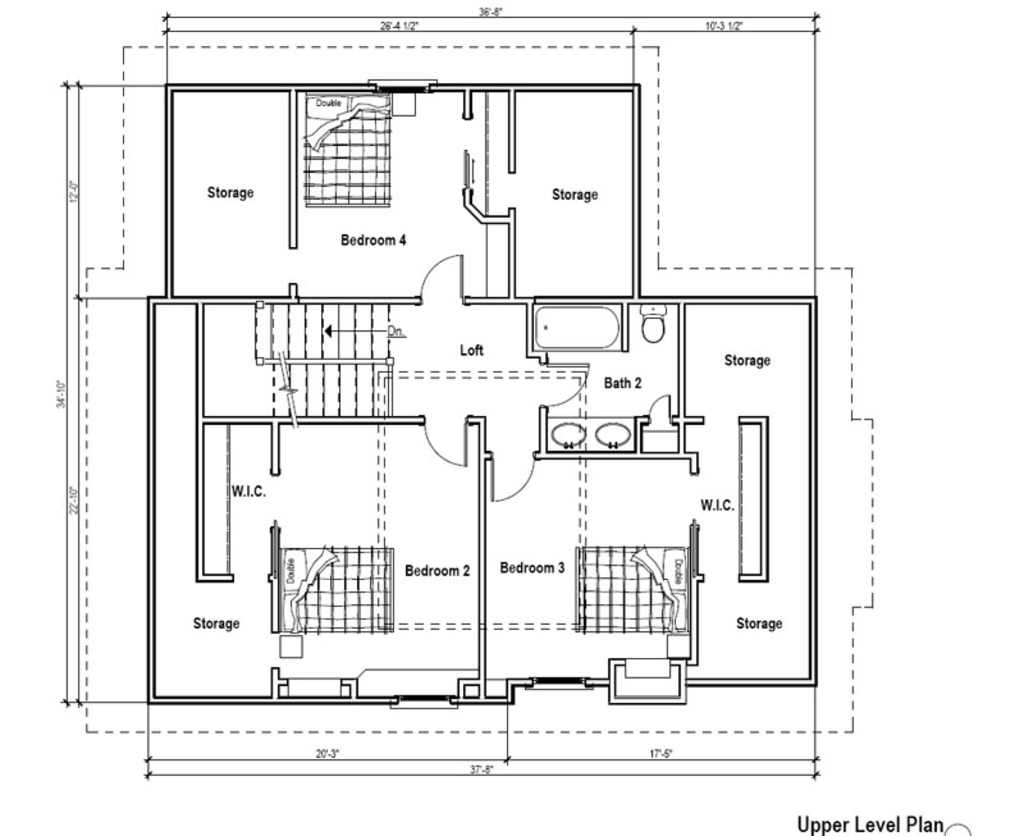 36'-8"
26'-4 1/2"
10'-3 1/2"
Double
12'-0"
Storage
Storage
Bedroom 4
Dn.
Loft
Storage
Bath 2
34'-10"
22'-10"
W.I.C.
W.I.C.
Double
Bedroom 2
Bedroom 3
Double
Storage
Storage
20'-3"
17'-5"
37'-8"
Upper Level Plan